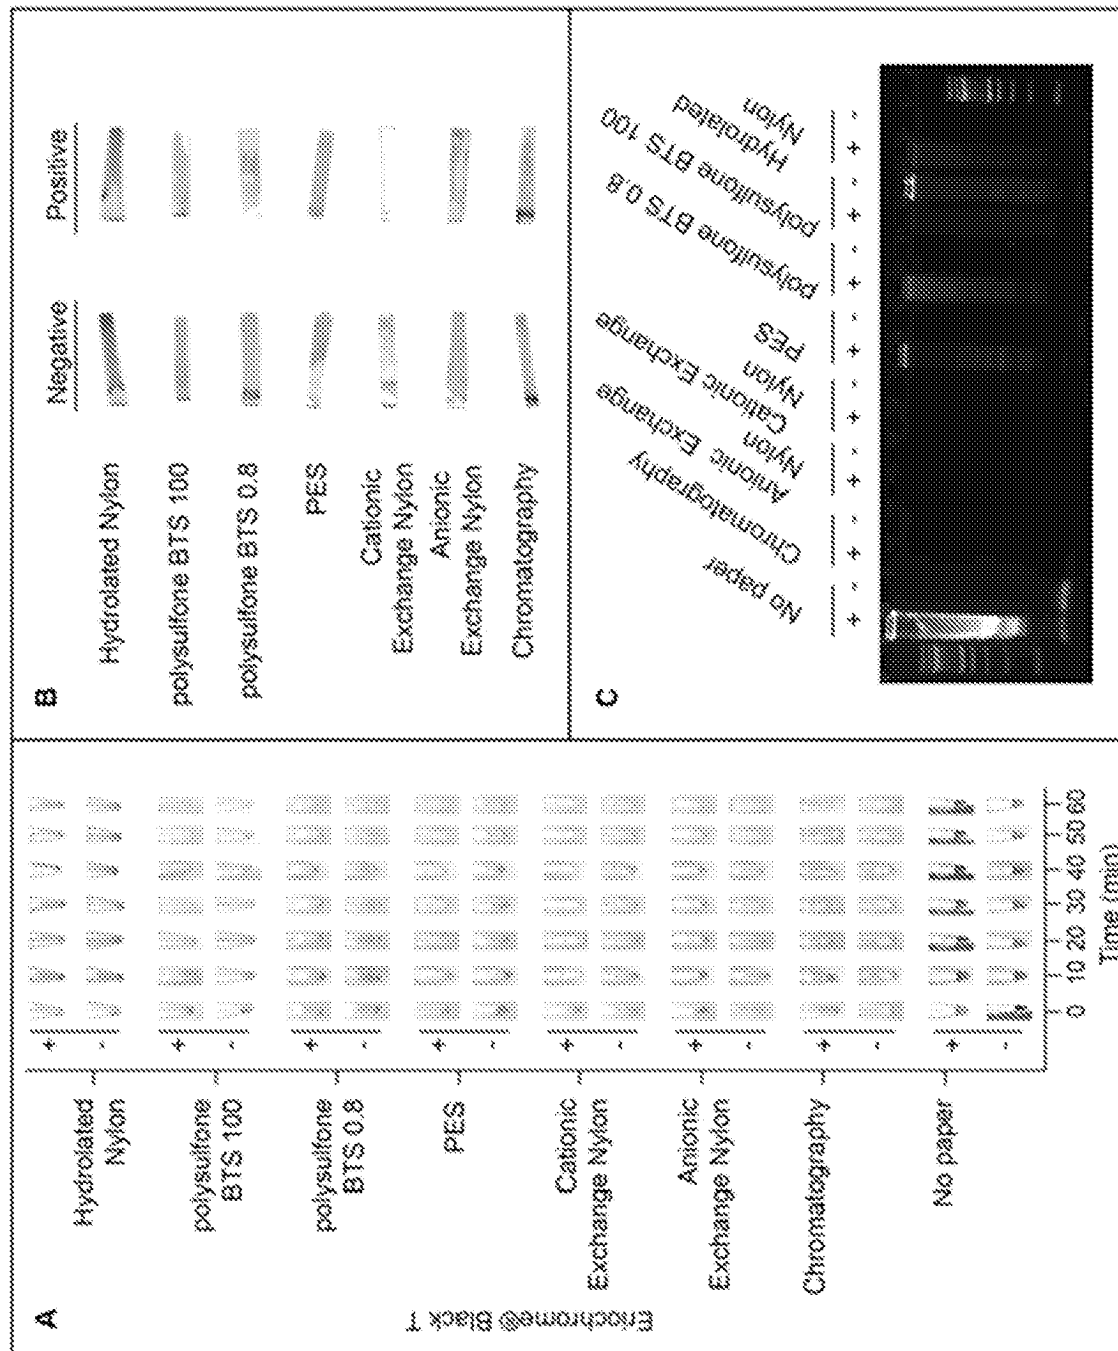 A
Eriochrome® Black T
Hydrolated
Nylon
+
-
polysulfone
BTS 100
+
-
polysulfone
BTS 0.8
+
-
PES
+
-
Cationic
Exchange Nylon
+
-
Anionic
Exchange Nylon
+
-
Chromatography
+
-
No paper
+
-
0 10 20 30 40 50 60
Time (min)
B
Negative Positive
Hydrolated Nylon
polysulfone BTS 100
polysulfone BTS 0.8
PES
Cationic
Exchange Nylon
Anionic
Exchange Nylon
Chromatography
C
No paper
Chromatography
Anionic Exchange
Nylon
Cationic Exchange
Nylon
PES
polysulfone BTS 0.8
polysulfone BTS 100
Hydrolated
Nylon
+ - + - + - + - + - + - + - + -